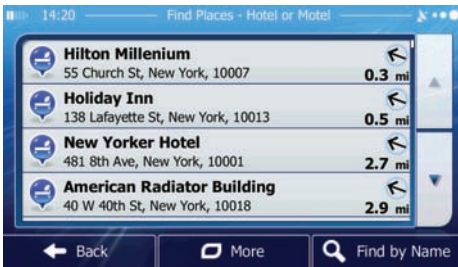 14:20 Find Places - Hotel or Motel
Hilton Millenium
55 Church St, New York, 10007
0.3 mi
Holiday Inn
138 Lafayette St, New York, 10013
0.5 mi
New Yorker Hotel
481 8th Ave, New York, 10001
2.7 mi
American Radiator Building
40 W 40th St, New York, 10018
2.9 mi
Back More Find by Name